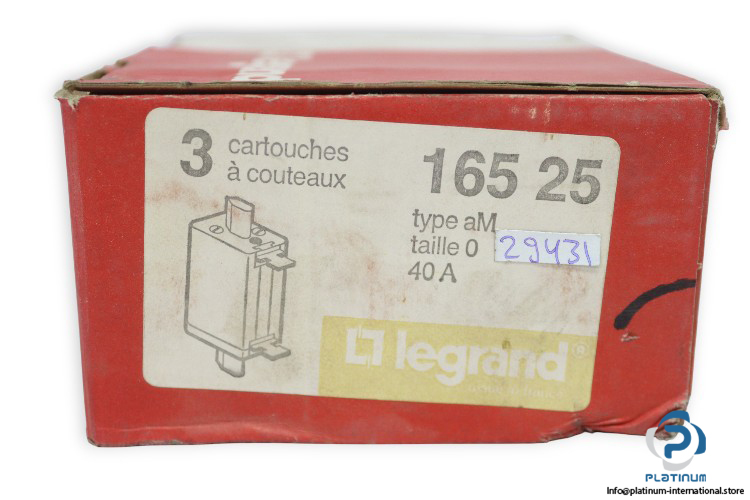 3 cartouches
à couteaux
165 25
type aM
taille 0
40 A
29431
legrand®
PLATINUM
Info@platinum-international.store